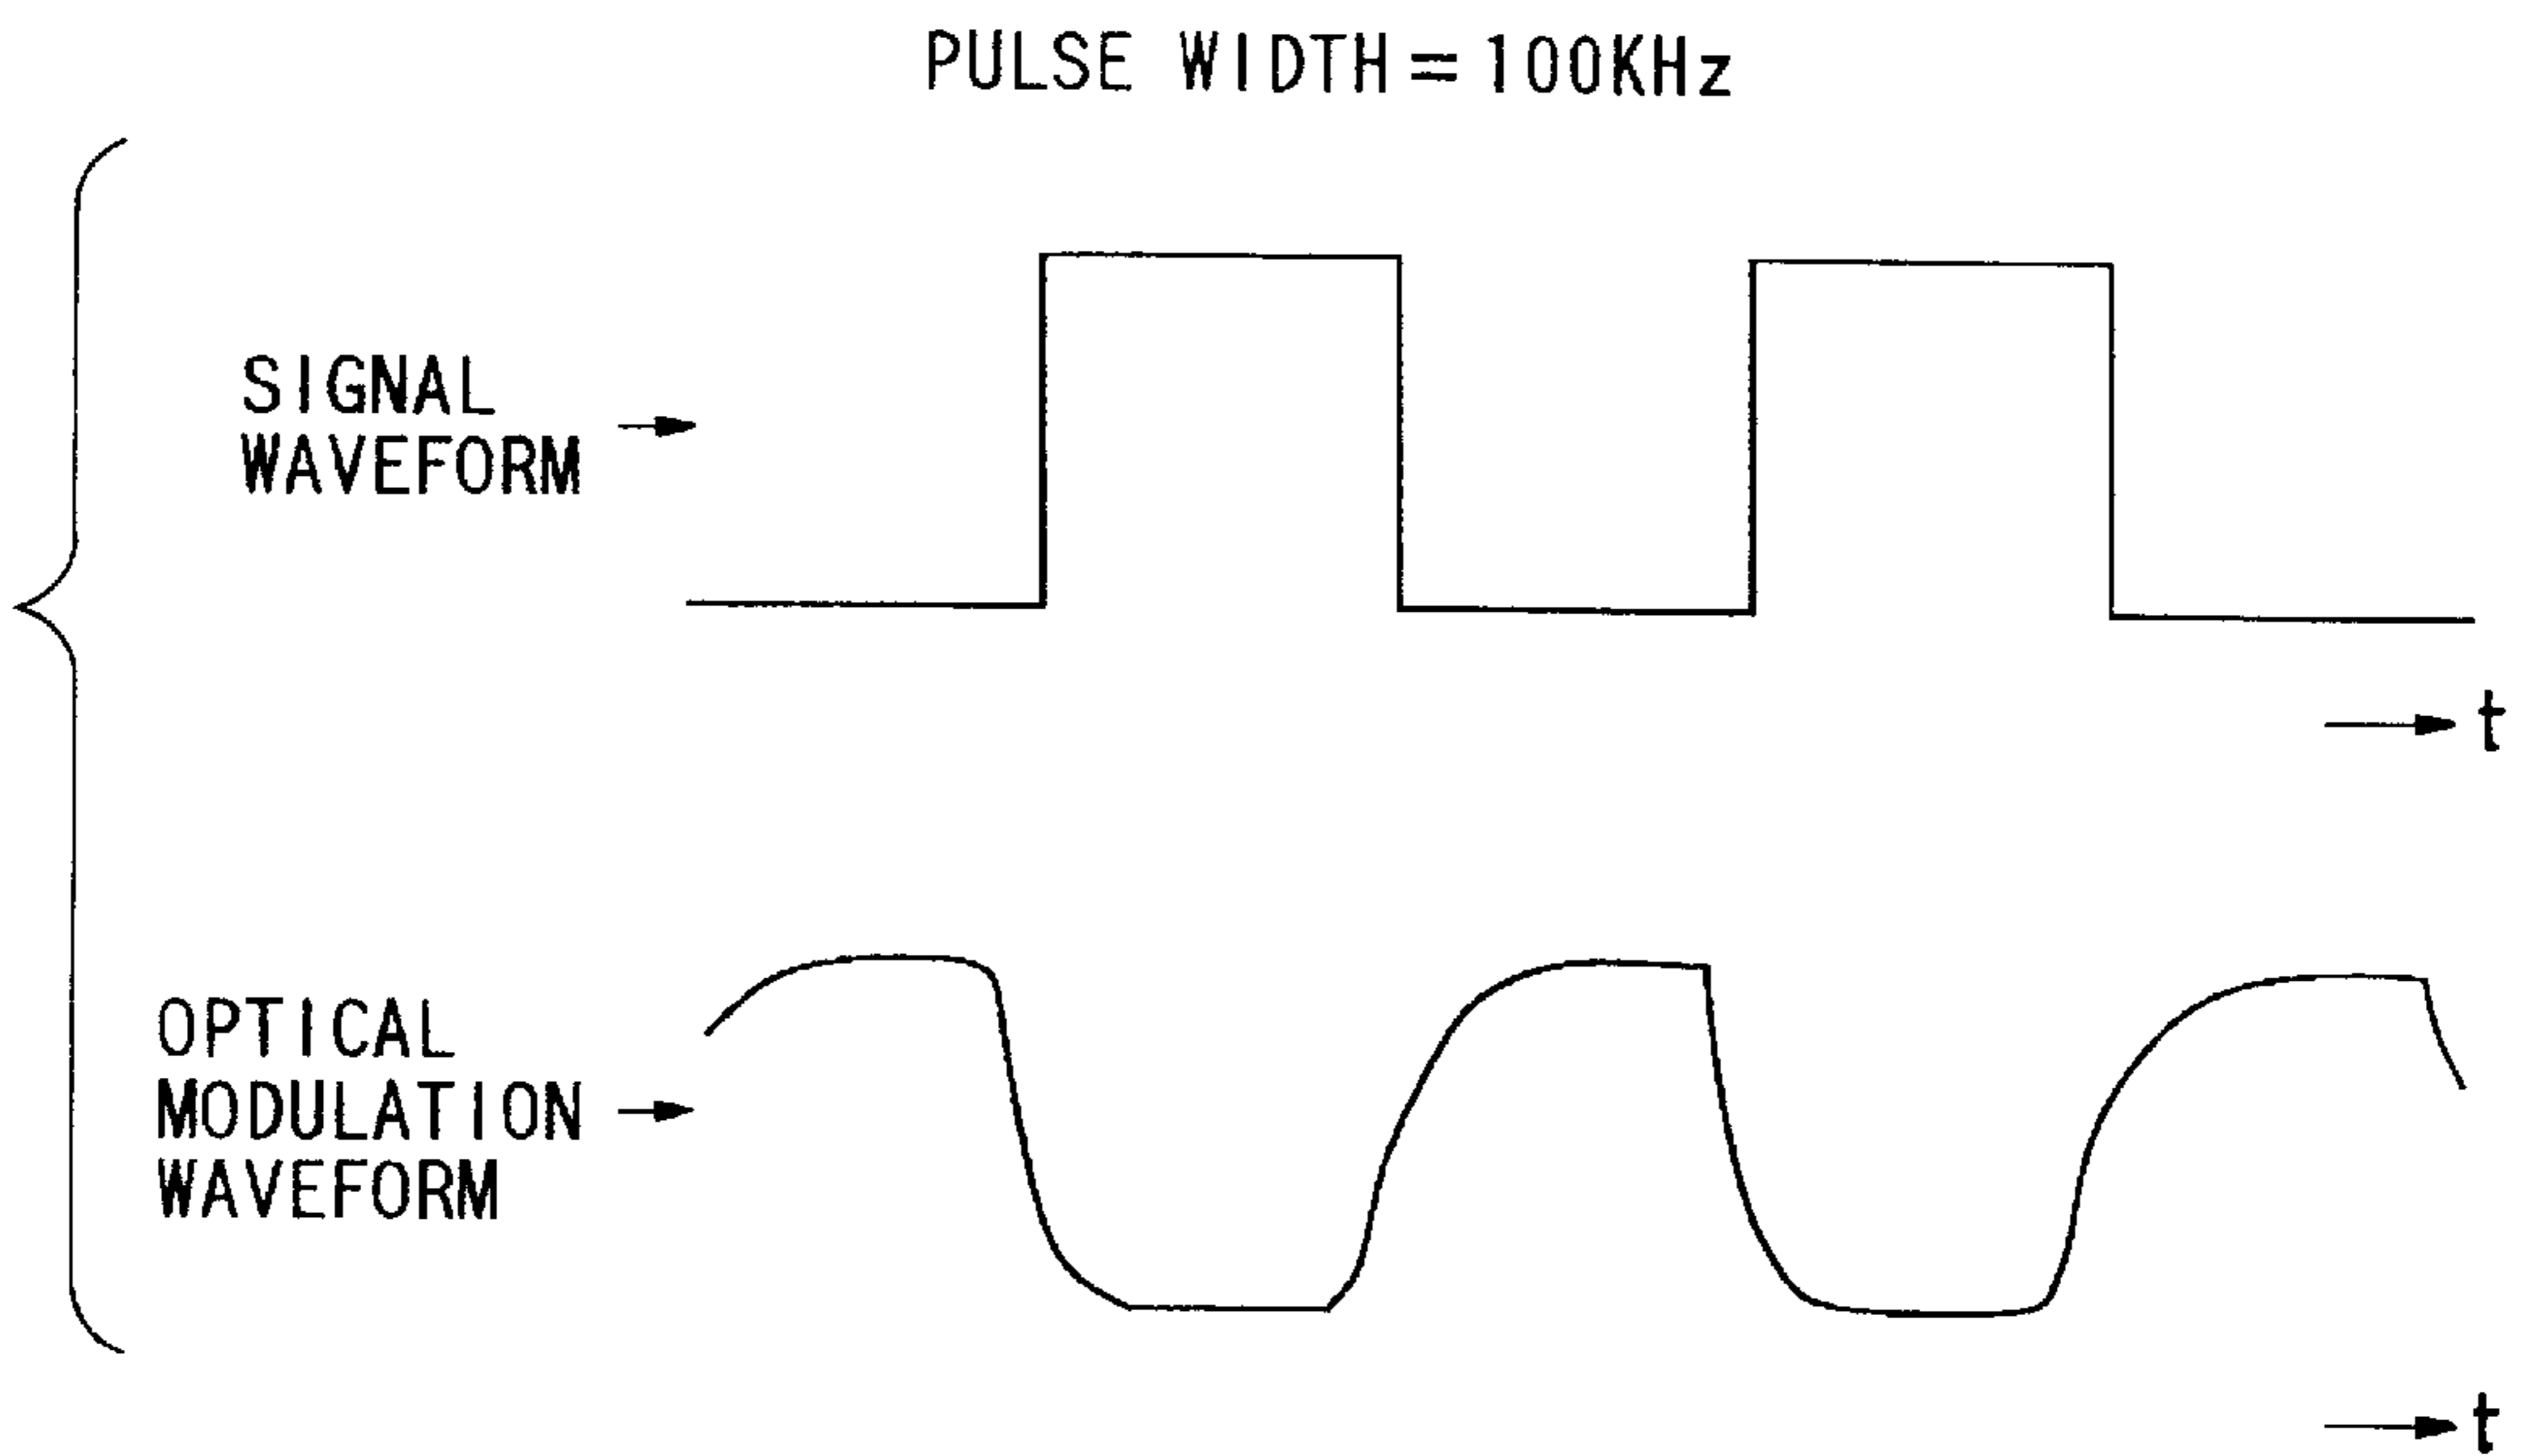 PULSE WIDTH = 100KHz
SIGNAL
WAVEFORM
t
OPTICAL
MODULATION
WAVEFORM
t